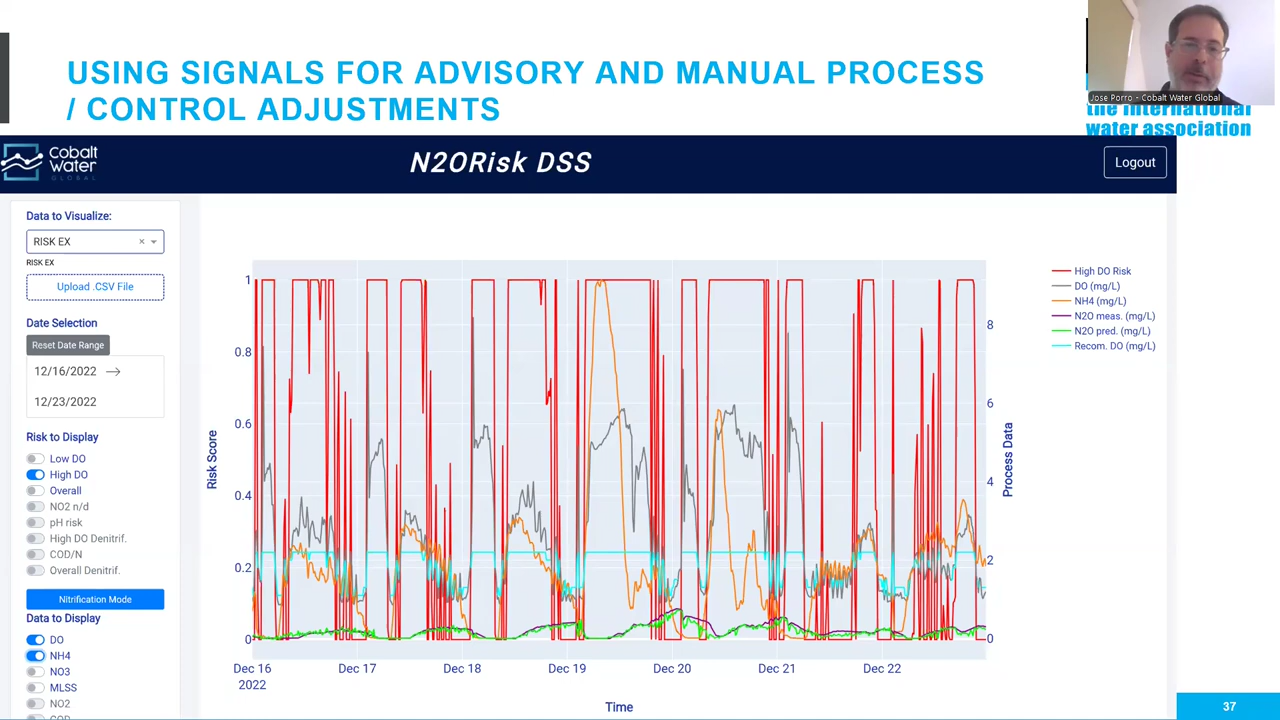 USING SIGNALS FOR ADVISORY AND MANUAL PROCESS
/ CONTROL ADJUSTMENTS
Jose Porro - Cobalt Water Global
the international
water association
Cobalt
water
GLOBAL
N2ORisk DSS
Logout
Data to Visualize:
RISK EX
RISK EX
Upload .CSV File
Date Selection
Reset Date Range
12/16/2022 →
12/23/2022
Risk to Display
Low DO
High DO
Overall
NO2 n/d
pH risk
High DO Denitrif.
COD/N
Overall Denitrif.
Nitrification Mode
Data to Display
DO
NH4
NO3
MLSS
NO2
COD
Risk Score
1
0.8
0.6
0.4
0.2
0
Dec 16
2022
Dec 17
Dec 18
Dec 19
Dec 20
Dec 21
Dec 22
Time
8
6
4
2
0
Process Data
High DO Risk
DO (mg/L)
NH4 (mg/L)
N2O meas. (mg/L)
N2O pred. (mg/L)
Recom. DO (mg/L)
37